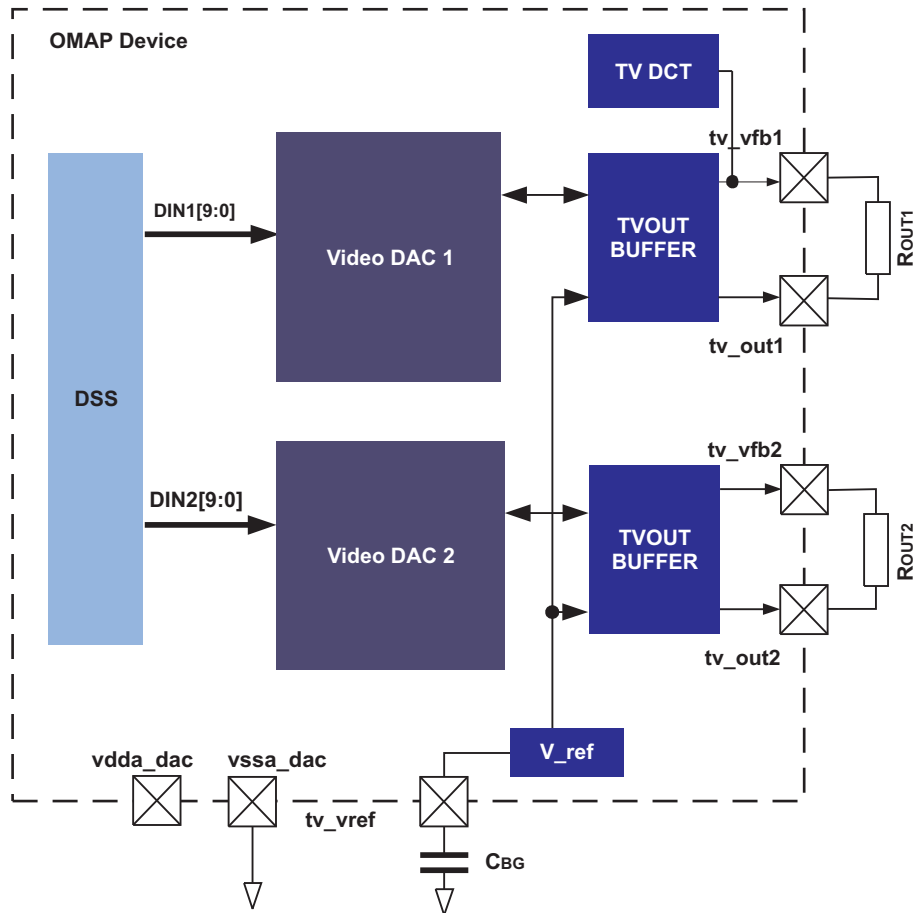 OMAP Device
TV DCT
tv_vfb1
DIN1[9:0]
Video DAC 1
TVOUT
BUFFER
ROUT1
tv_out1
DSS
tv_vfb2
DIN2[9:0]
Video DAC 2
TVOUT
BUFFER
ROUT2
tv_out2
V_ref
vdda_dac
vssa_dac
tv_vref
CBG